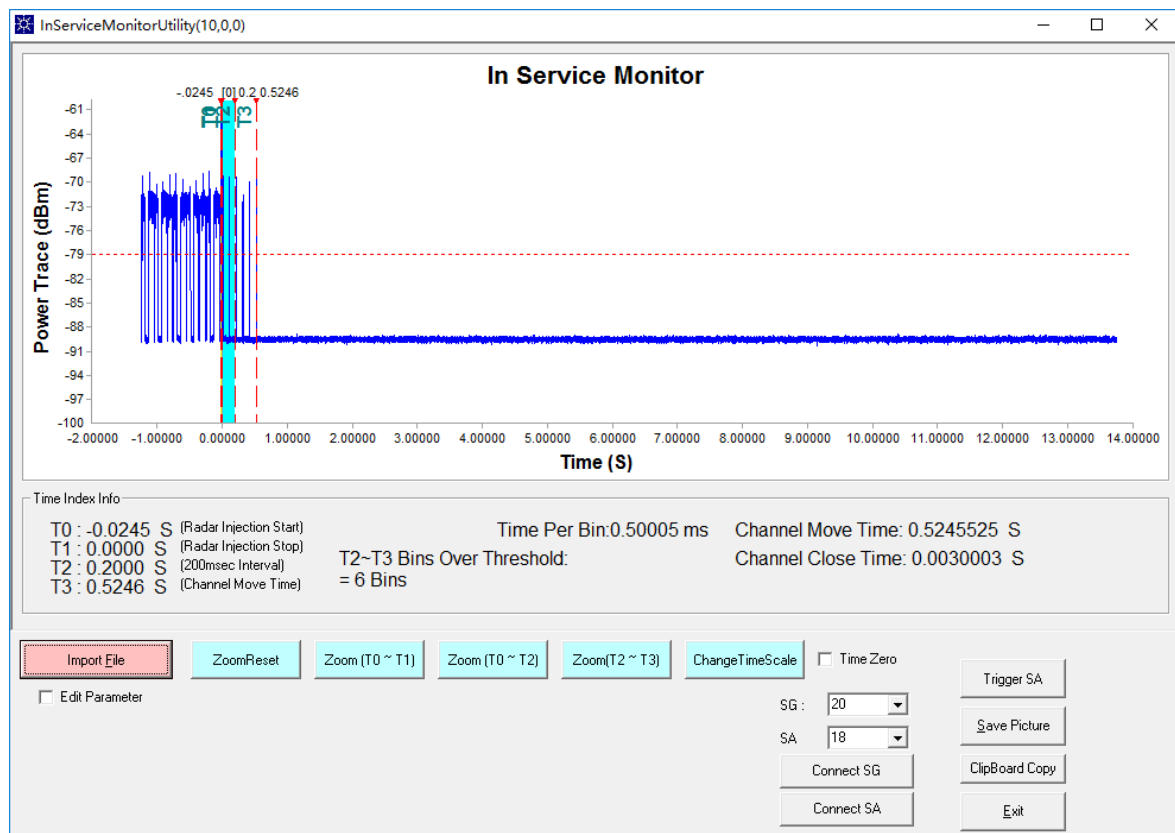 InServiceMonitorUtility(10,0,0)
In Service Monitor
-.0245 [0] 0.2 0.5246
T0 T2 T3
-61
-64
-67
-70
-73
-76
-79
-82
-85
-88
-91
-94
-97
-100
Power Trace (dBm)
-2.00000 -1.00000 0.00000 1.00000 2.00000 3.00000 4.00000 5.00000 6.00000 7.00000 8.00000 9.00000 10.00000 11.00000 12.00000 13.00000 14.00000
Time (S)
Time Index Info
T0 : -0.0245 S (Radar Injection Start)
T1 : 0.0000 S (Radar Injection Stop)
T2 : 0.2000 S (200msec Interval)
T3 : 0.5246 S (Channel Move Time)
Time Per Bin:0.50005 ms
T2~T3 Bins Over Threshold:
= 6 Bins
Channel Move Time: 0.5245525 S
Channel Close Time: 0.0030003 S
Import File
ZoomReset
Zoom (T0 ~ T1)
Zoom (T0 ~ T2)
Zoom(T2 ~ T3)
ChangeTimeScale
Time Zero
Edit Parameter
SG : 20
SA 18
Connect SG
Connect SA
Trigger SA
Save Picture
ClipBoard Copy
Exit